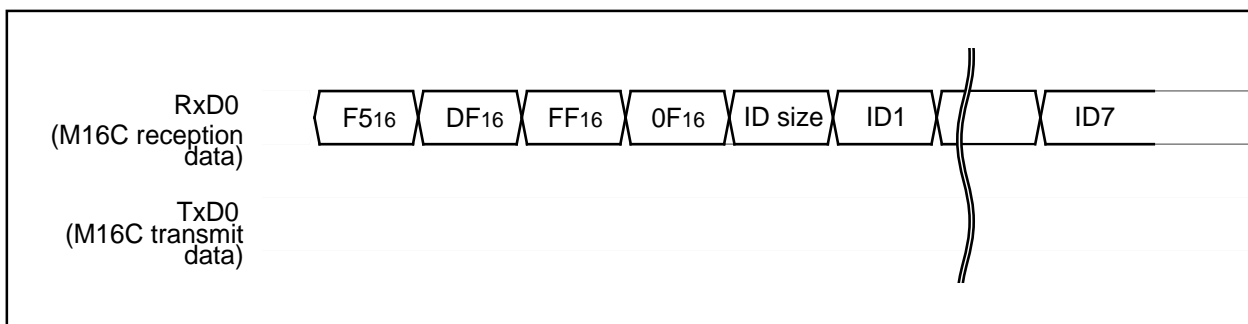 RxD0
(M16C reception
data)
F516 DF16 FF16 0F16 ID size ID1 ID7
TxD0
(M16C transmit
data)